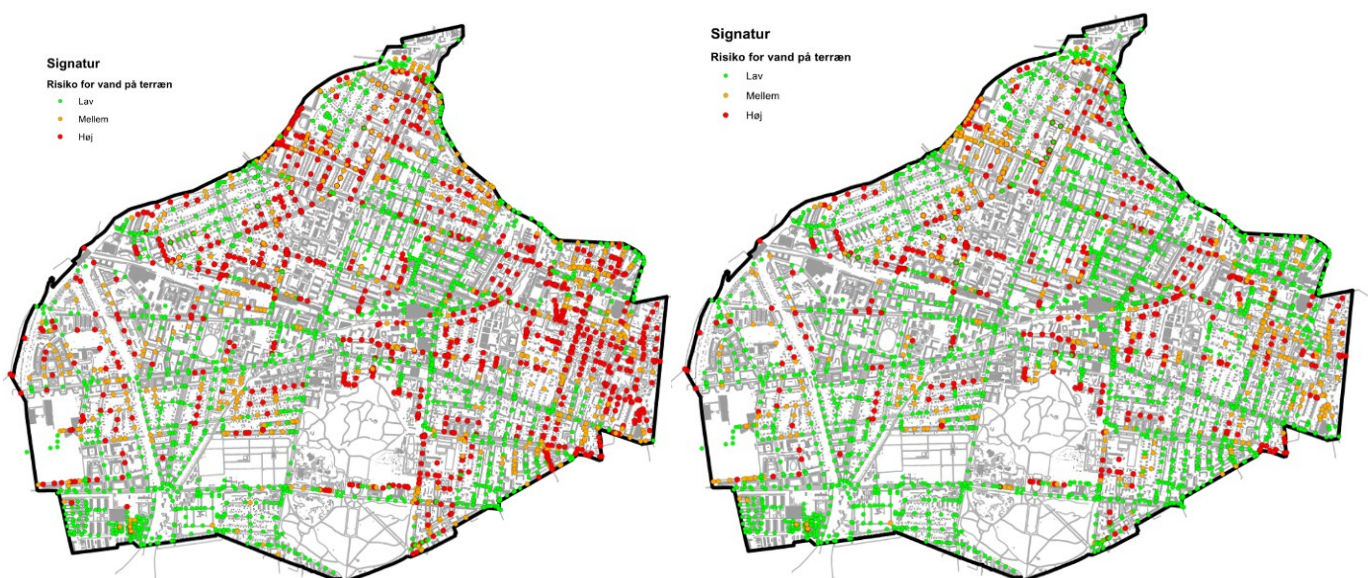 Signatur
Risiko for vand på terræn
Lav
Mellem
Høj
Signatur
Risiko for vand på terræn
Lav
Mellem
Høj